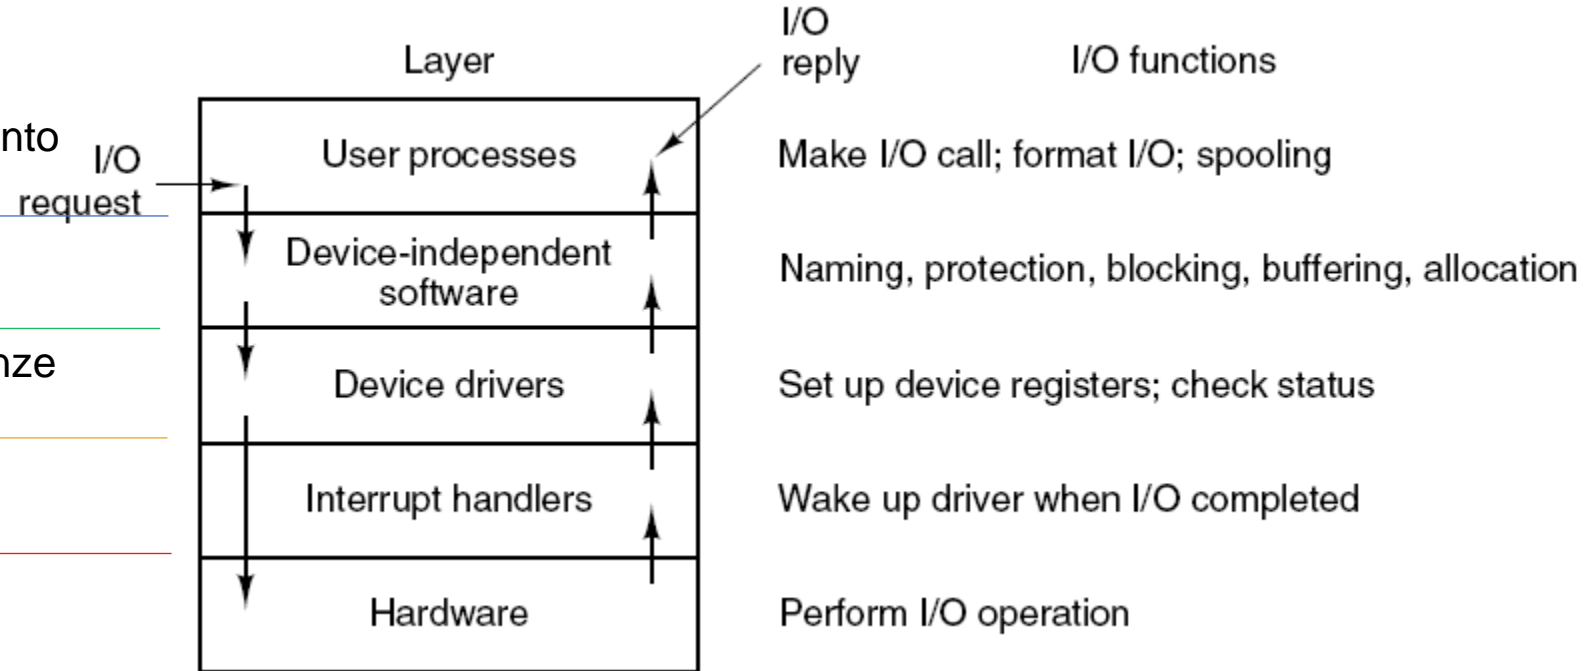 Layer
I/O
reply
I/O functions
nto
I/O
request
User processes
Make I/O call; format I/O; spooling
Device-independent
software
Naming, protection, blocking, buffering, allocation
nze
Device drivers
Set up device registers; check status
Interrupt handlers
Wake up driver when I/O completed
Hardware
Perform I/O operation